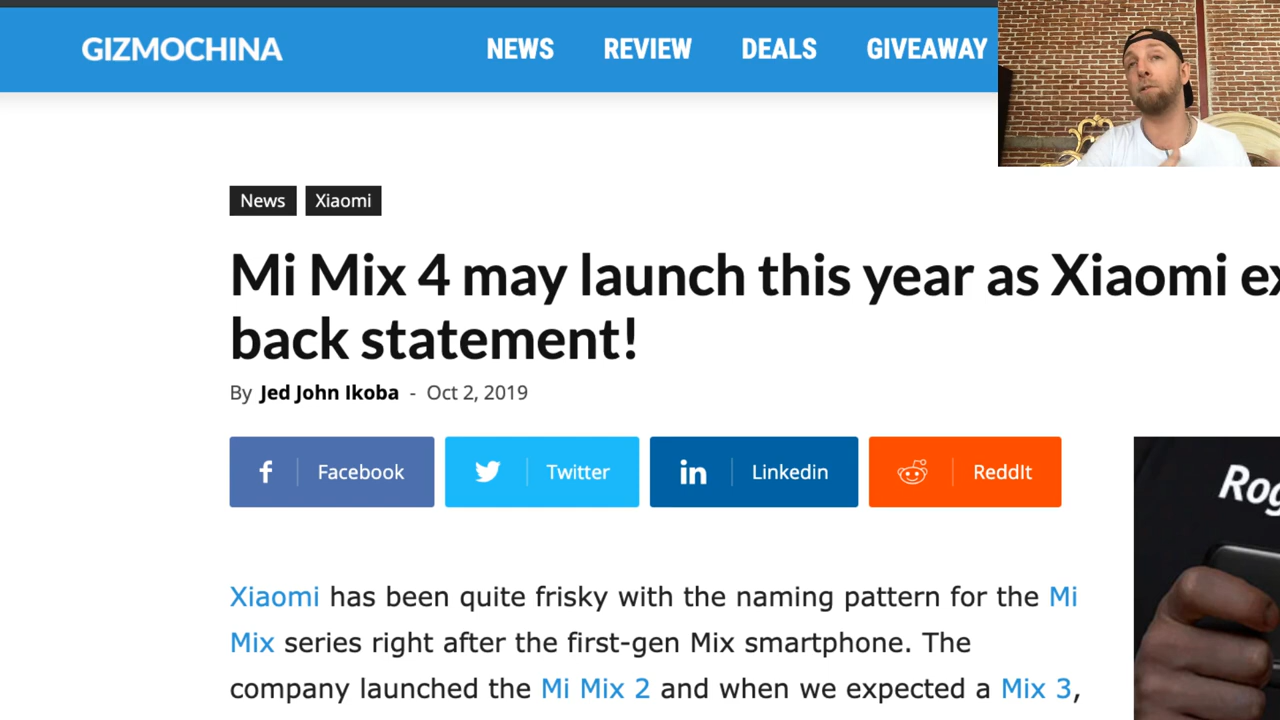 GIZMOCHINA NEWS REVIEW DEALS GIVEAWAY
News Xiaomi
Mi Mix 4 may launch this year as Xiaomi
back statement!
By Jed John Ikoba - Oct 2, 2019
Facebook Twitter Linkedin ReddIt
Xiaomi has been quite frisky with the naming pattern for the Mi
Mix series right after the first-gen Mix smartphone. The
company launched the Mi Mix 2 and when we expected a Mix 3,